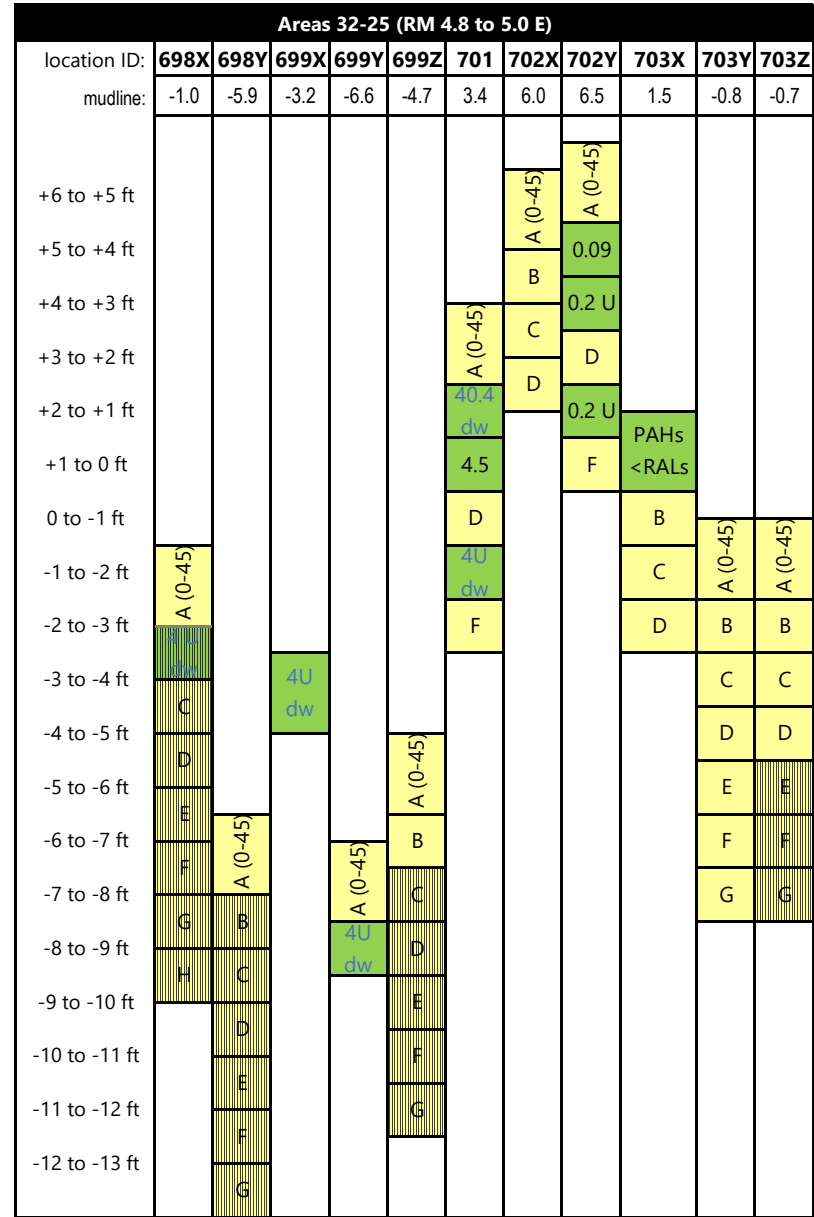 Areas 32-25 (RM 4.8 to 5.0 E)
location ID: 698X 698Y 699X 699Y 699Z 701 702X 702Y 703X 703Y 703Z
mudline: -1.0 -5.9 -3.2 -6.6 -4.7 3.4 6.0 6.5 1.5 -0.8 -0.7
A (0-45)
+6 to +5 ft A (0-45)
+5 to +4 ft 0.09
B
+4 to +3 ft 0.2 U
A (0-45) C
+3 to +2 ft D
40.4 D
+2 to +1 ft dw 0.2 U PAHs
+1 to 0 ft 4.5 F <RALs
0 to -1 ft D B
A (0-45) A (0-45) A (0-45)
-1 to -2 ft 4U C
dw
-2 to -3 ft 4 U F D B B
dw
-3 to -4 ft 4U C C
C dw
-4 to -5 ft A (0-45) D D
D
-5 to -6 ft E E
E
-6 to -7 ft A (0-45) B F F
F A (0-45)
-7 to -8 ft C G G
G B 4U
-8 to -9 ft dw D
H C
-9 to -10 ft E
D
-10 to -11 ft F
E
-11 to -12 ft G
F
-12 to -13 ft
G